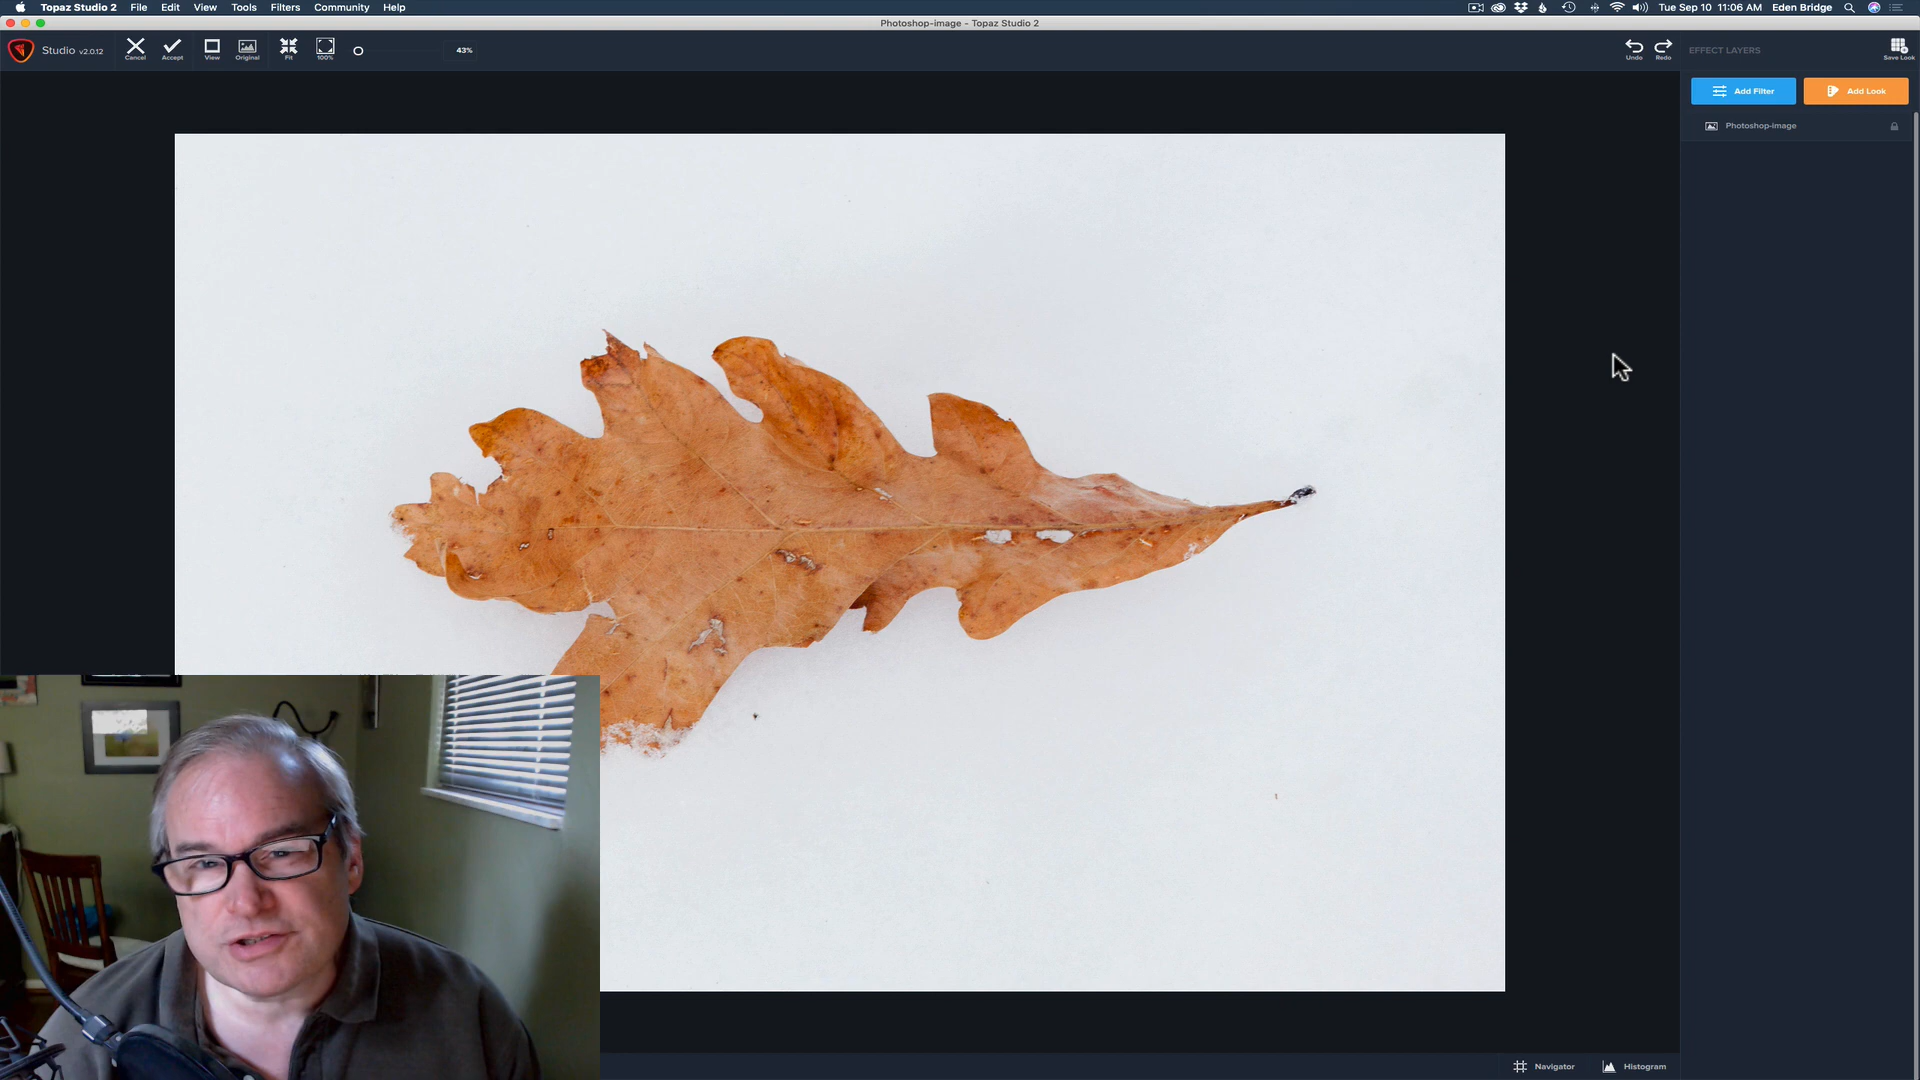 Topaz Studio 2 File Edit View Tools Filters Community Help Tue Sep 10 11:06 AM Eden Bridge
Photoshop-image - Topaz Studio 2
Studio v2.0.12 Cancel Accept View Original Fit 100% 43% Undo Redo EFFECT LAYERS Save Look
Add Filter Add Look
Photoshop-image
Navigator Histogram